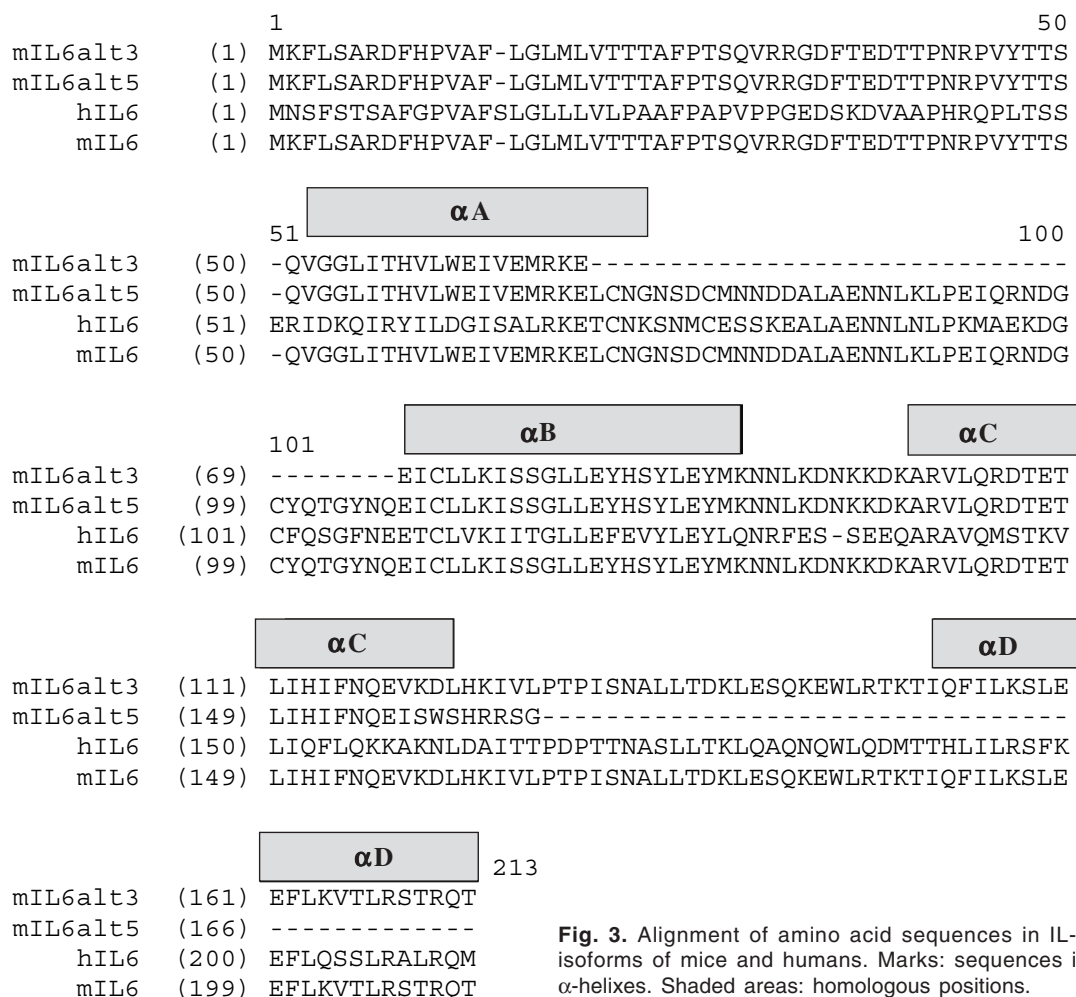 1 50
mIL6alt3 (1) MKFLSARDFHPVAF-LGLMLVTTTAFPTSQVRRGDFTEDTTPNRPVYTTS
mIL6alt5 (1) MKFLSARDFHPVAF-LGLMLVTTTAFPTSQVRRGDFTEDTTPNRPVYTTS
hIL6 (1) MNSFSTSAFGPVAFSLGLLLVLPAAFPAPVPPGEDSKDVAAPHRQPLTSS
mIL6 (1) MKFLSARDFHPVAF-LGLMLVTTTAFPTSQVRRGDFTEDTTPNRPVYTTS
αA
51 100
mIL6alt3 (50) -QVGGLITHVLWEIVEMRKE------------------------------
mIL6alt5 (50) -QVGGLITHVLWEIVEMRKELCNGNSDCMNNDDALAENNLKLPEIQRNDG
hIL6 (51) ERIDKQIRYILDGISALRKETCNKSNMCESSKEALAENNLNLPKMAEKDG
mIL6 (50) -QVGGLITHVLWEIVEMRKELCNGNSDCMNNDDALAENNLKLPEIQRNDG
αB αC
101
mIL6alt3 (69) --------EICLLKISSGLLEYHSYLEYMKNNLKDNKKDKARVLQRDTET
mIL6alt5 (99) CYQTGYNQEICLLKISSGLLEYHSYLEYMKNNLKDNKKDKARVLQRDTET
hIL6 (101) CFQSGFNEETCLVKIITGLLEFEVYLEYLQNRFES-SEEQARAVQMSTKV
mIL6 (99) CYQTGYNQEICLLKISSGLLEYHSYLEYMKNNLKDNKKDKARVLQRDTET
αC αD
mIL6alt3 (111) LIHIFNQEVKDLHKIVLPTPISNALLTDKLESQKEWLRTKTIQFILKSLE
mIL6alt5 (149) LIHIFNQEISWSHRRSG---------------------------------
hIL6 (150) LIQFLQKKAKNLDAITTPDPTTNASLLTKLQAQNQWLQDMTTHLILRSFK
mIL6 (149) LIHIFNQEVKDLHKIVLPTPISNALLTDKLESQKEWLRTKTIQFILKSLE
αD 213
mIL6alt3 (161) EFLKVTLRSTRQT
mIL6alt5 (166) -------------
hIL6 (200) EFLQSSLRALRQM
mIL6 (199) EFLKVTLRSTRQT
Fig. 3. Alignment of amino acid sequences in IL-
isoforms of mice and humans. Marks: sequences i
α-helixes. Shaded areas: homologous positions.